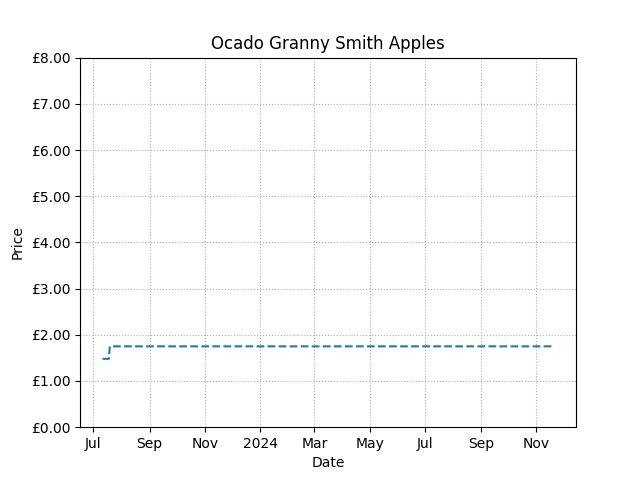 Ocado Granny Smith Apples
£8.00
£7.00
£6.00
£5.00
£4.00
£3.00
£2.00
£1.00
£0.00
Price
Jul Sep Nov 2024 Mar May Jul Sep Nov
Date